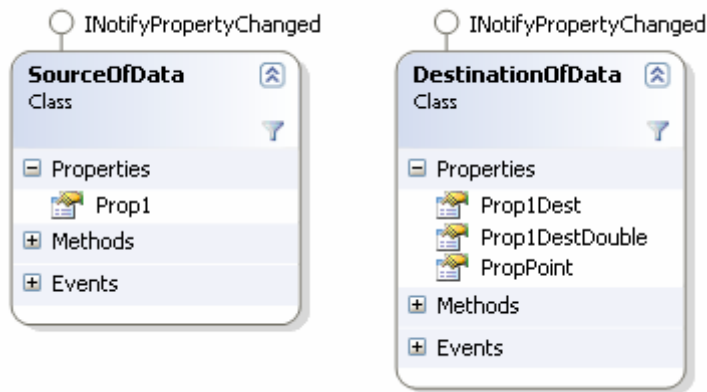 INotifyPropertyChanged
SourceOfData
Class
Properties
Prop1
Methods
Events
INotifyPropertyChanged
DestinationOfData
Class
Properties
Prop1Dest
Prop1DestDouble
PropPoint
Methods
Events